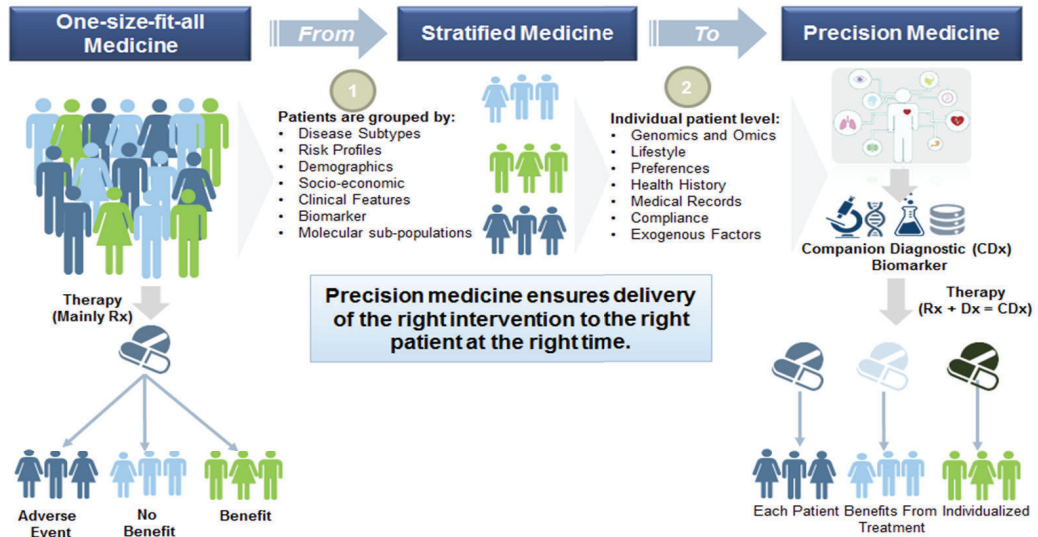 One-size-fit-all
Medicine
From
Stratified Medicine
To
Precision Medicine
1
Patients are grouped by:
• Disease Subtypes
• Risk Profiles
• Demographics
• Socio-economic
• Clinical Features
• Biomarker
• Molecular sub-populations
2
Individual patient level:
• Genomics and Omics
• Lifestyle
• Preferences
• Health History
• Medical Records
• Compliance
• Exogenous Factors
Companion Diagnostic (CDx)
Biomarker
Therapy
(Mainly Rx)
Precision medicine ensures delivery
of the right intervention to the right
patient at the right time.
Therapy
(Rx + Dx = CDx)
Adverse
Event
No
Benefit
Benefit
Each Patient
Benefits From
Treatment
Individualized